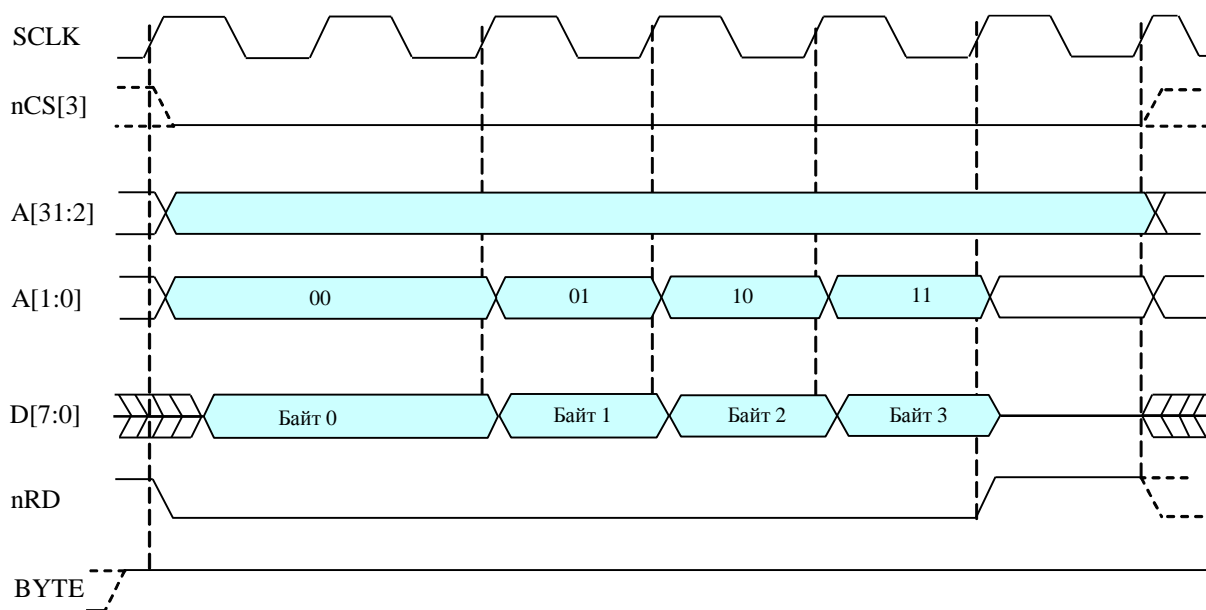 SCLK
nCS[3]
A[31:2]
A[1:0] 00 01 10 11
D[7:0] Байт 0 Байт 1 Байт 2 Байт 3
nRD
BYTE